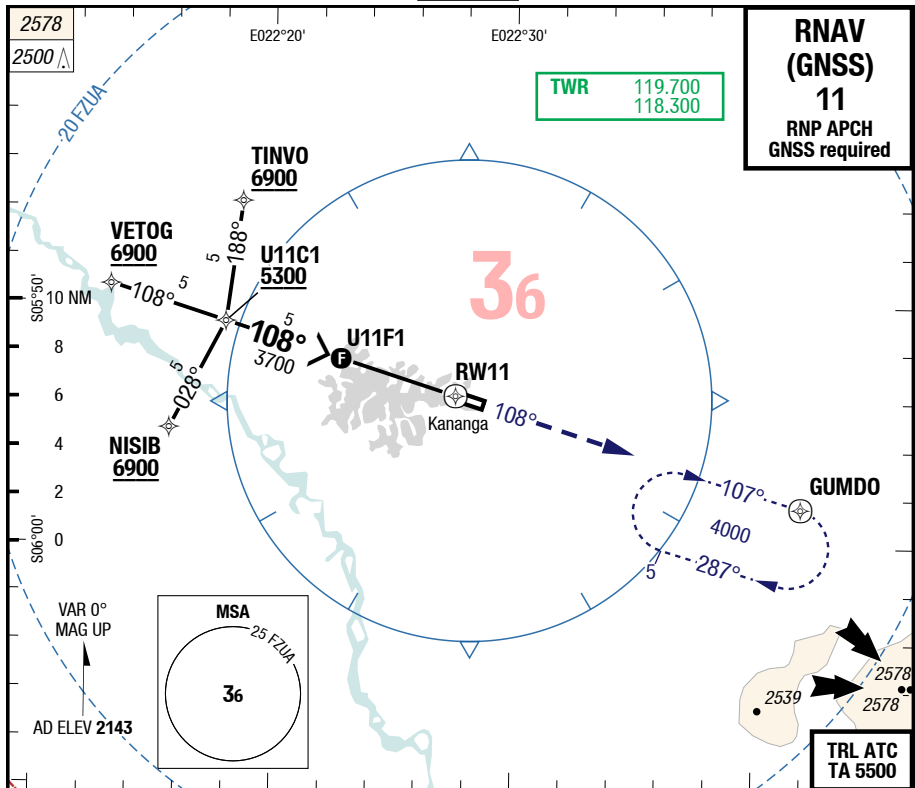 2578
2500
E022°20'
E022°30'
RNAV
(GNSS)
11
RNP APCH
GNSS required
TWR 119.700
118.300
20 FZUA
TINVO
6900
VETOG
6900
188°
5
U11C1
5300
5
108°
36
S05°50'
10 NM
8
6
4
2
0
S06°00'
5
108°
3700
U11F1
F
RW11
Kananga
5
028°
NISIB
6900
108°
107°
GUMDO
4000
287°
5
VAR 0°
MAG UP
AD ELEV 2143
MSA
25 FZUA
36
2539
2578
2578
TRL ATC
TA 5500